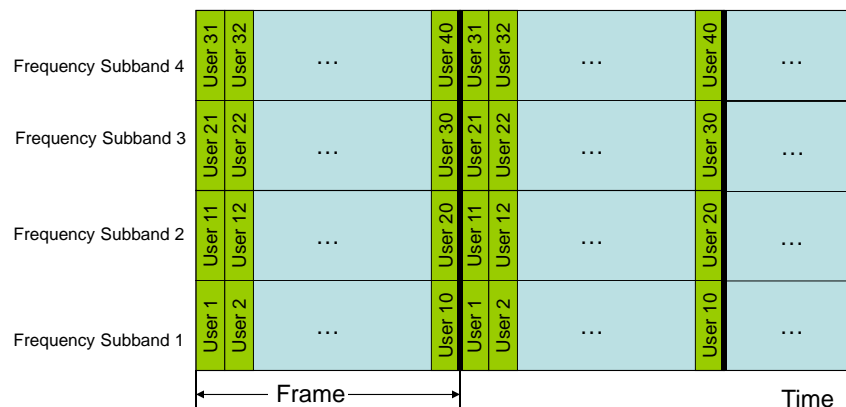 Frequency Subband 4 User 31 User 32 ... User 40 User 31 User 32 ... User 40 ...
Frequency Subband 3 User 21 User 22 ... User 30 User 21 User 22 ... User 30 ...
Frequency Subband 2 User 11 User 12 ... User 20 User 11 User 12 ... User 20 ...
Frequency Subband 1 User 1 User 2 ... User 10 User 1 User 2 ... User 10 ...
Frame Time